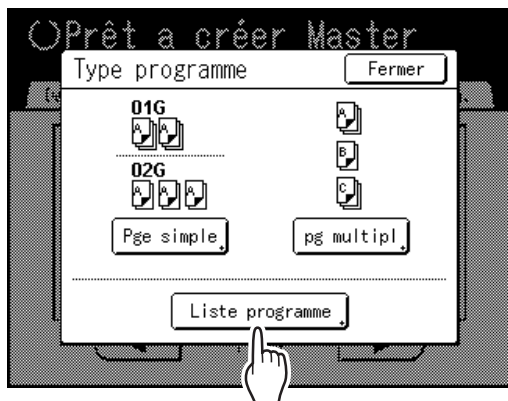 Prêt a créer Master
Type programme
Fermer
01G
A A
A
02G
A A A
B
C
Pge simple
pg multipl
Liste programme